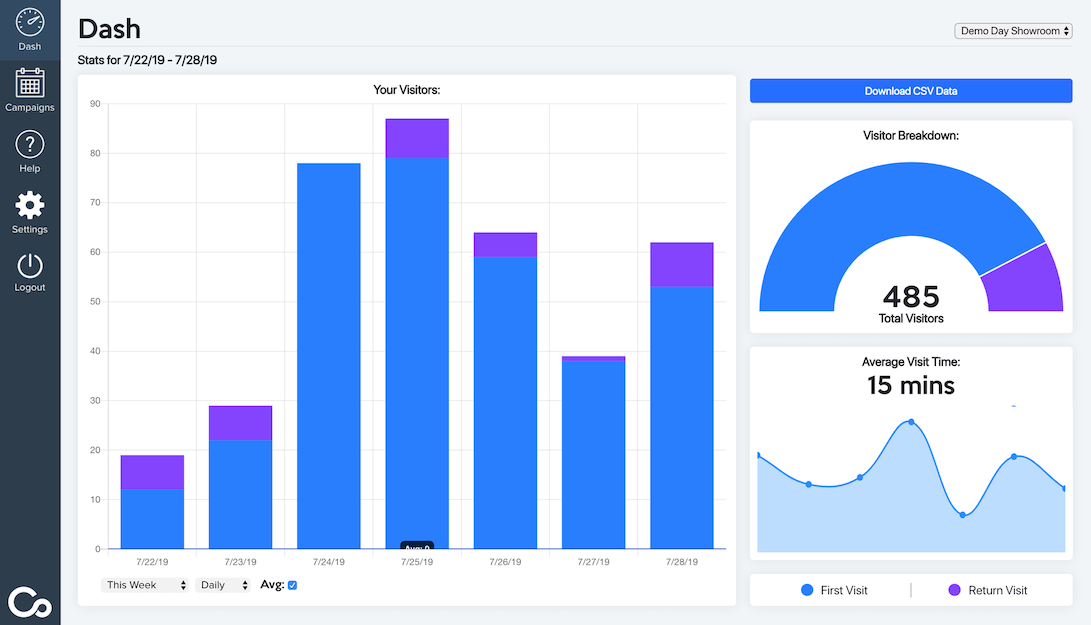 Dash
Campaigns
Help
Settings
Logout
Dash
Demo Day Showroom
Stats for 7/22/19 - 7/28/19
Your Visitors:
90
80
70
60
50
40
30
20
10
0
7/22/19 7/23/19 7/24/19 7/25/19 7/26/19 7/27/19 7/28/19
This Week Daily Avg:
Download CSV Data
Visitor Breakdown:
485
Total Visitors
Average Visit Time:
15 mins
First Visit | Return Visit